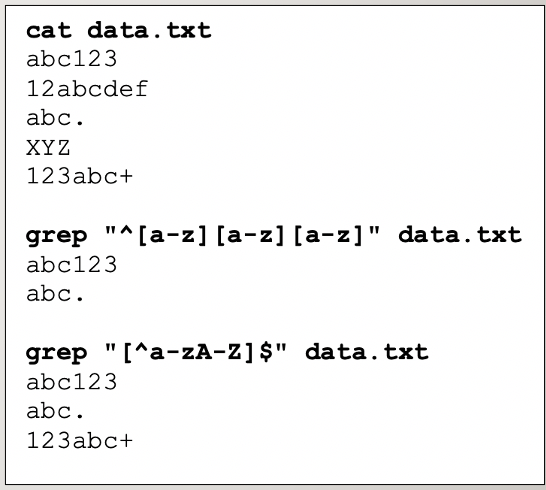 cat data.txt
abc123
12abcdef
abc.
XYZ
123abc+
grep "^[a-z][a-z][a-z]" data.txt
abc123
abc.
grep "[^a-zA-Z]$" data.txt
abc123
abc.
123abc+